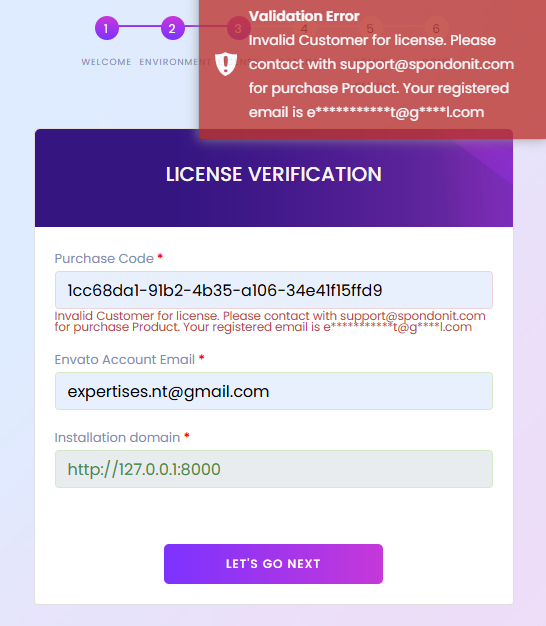 Validation Error
Invalid Customer for license. Please
contact with support@spondonit.com
for purchase Product. Your registered
email is e***********t@g****l.com
1 2 3 4 5 6
WELCOME ENVIRONMENT
LICENSE VERIFICATION
Purchase Code *
1cc68da1-91b2-4b35-a106-34e41f15ffd9
Invalid Customer for license. Please contact with support@spondonit.com
for purchase Product. Your registered email is e***********t@g****l.com
Envato Account Email *
expertises.nt@gmail.com
Installation domain *
http://127.0.0.1:8000
LET'S GO NEXT